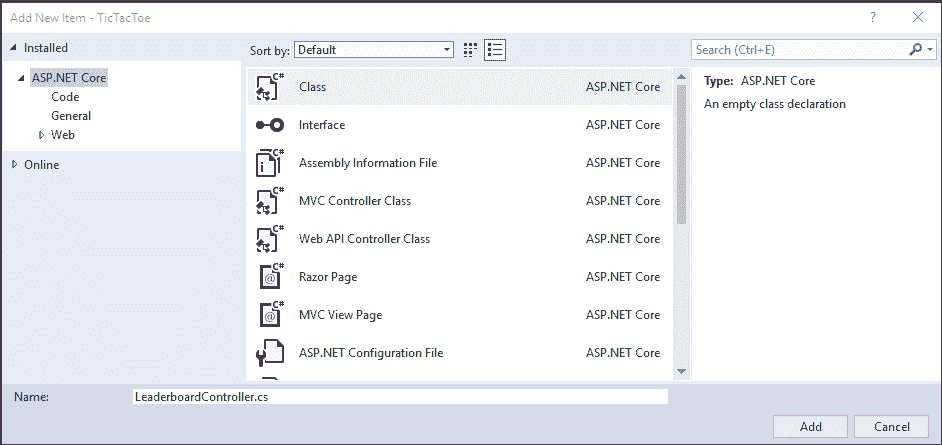 Add New Item - TicTacToe
? ×
Installed
Sort by: Default
Search (Ctrl+E)
ASP.NET Core
Code
General
Web
Online
C# Class ASP.NET Core
Interface ASP.NET Core
C# Assembly Information File ASP.NET Core
C# MVC Controller Class ASP.NET Core
C# Web API Controller Class ASP.NET Core
C# @ Razor Page ASP.NET Core
C# @ MVC View Page ASP.NET Core
ASP.NET Configuration File ASP.NET Core
Type: ASP.NET Core
An empty class declaration
Name: LeaderboardController.cs
Add Cancel